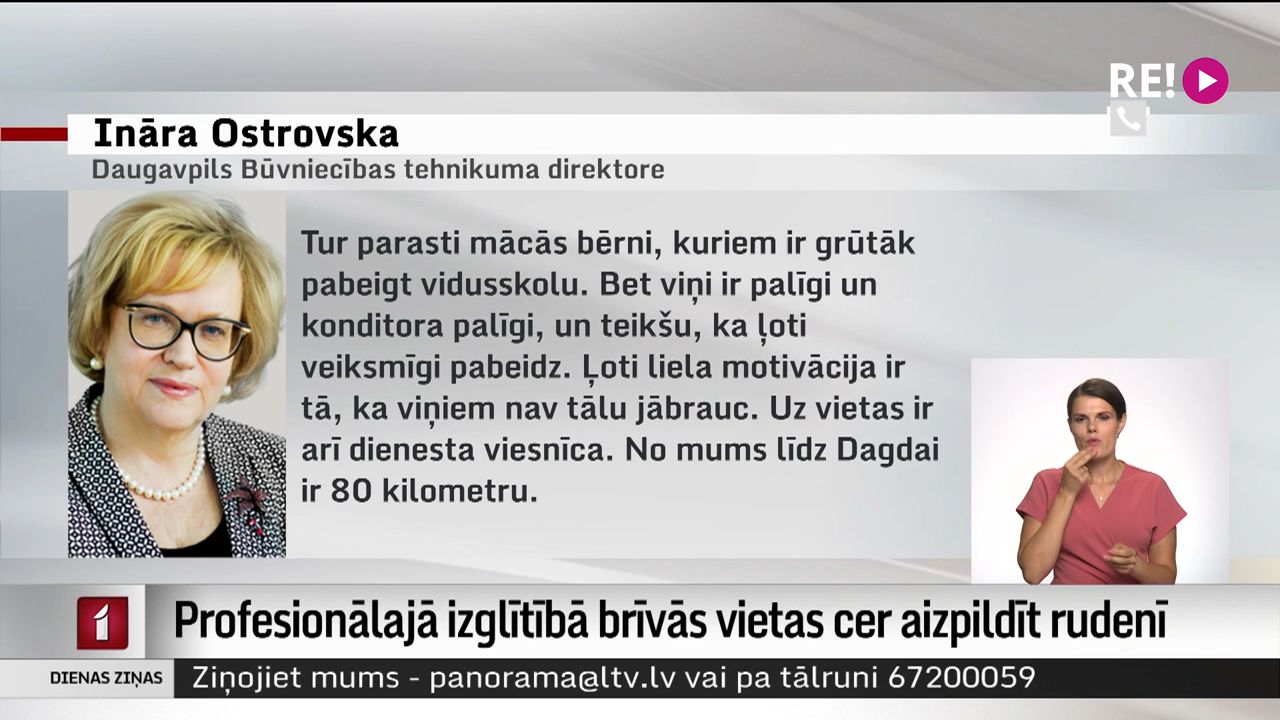 RE!
Ināra Ostrovska
Daugavpils Būvniecības tehnikuma direktore
Tur parasti mācās bērni, kuriem ir grūtāk
pabeigt vidusskolu. Bet viņi ir palīgi un
konditora palīgi, un teikšu, ka ļoti
veiksmīgi pabeidz. Ļoti liela motivācija ir
tā, ka viņiem nav tālu jābrauc. Uz vietas ir
arī dienesta viesnīca. No mums līdz Dagdai
ir 80 kilometru.
1 Profesionālajā izglītībā brīvās vietas cer aizpildīt rudenī
DIENAS ZIŅAS Ziņojiet mums - panorama@ltv.lv vai pa tālruni 67200059